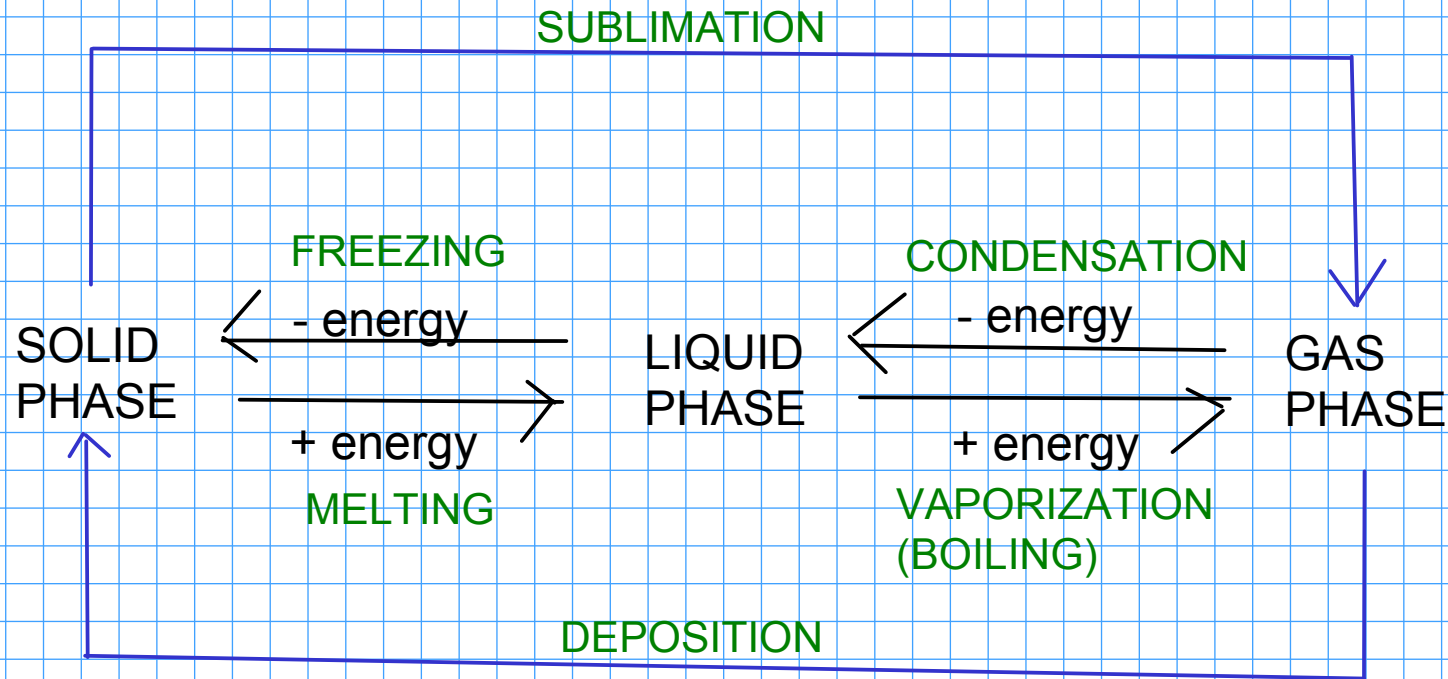 SUBLIMATION
FREEZING
- energy
CONDENSATION
- energy
SOLID
PHASE
LIQUID
PHASE
GAS
PHASE
+ energy
MELTING
+ energy
VAPORIZATION
(BOILING)
DEPOSITION